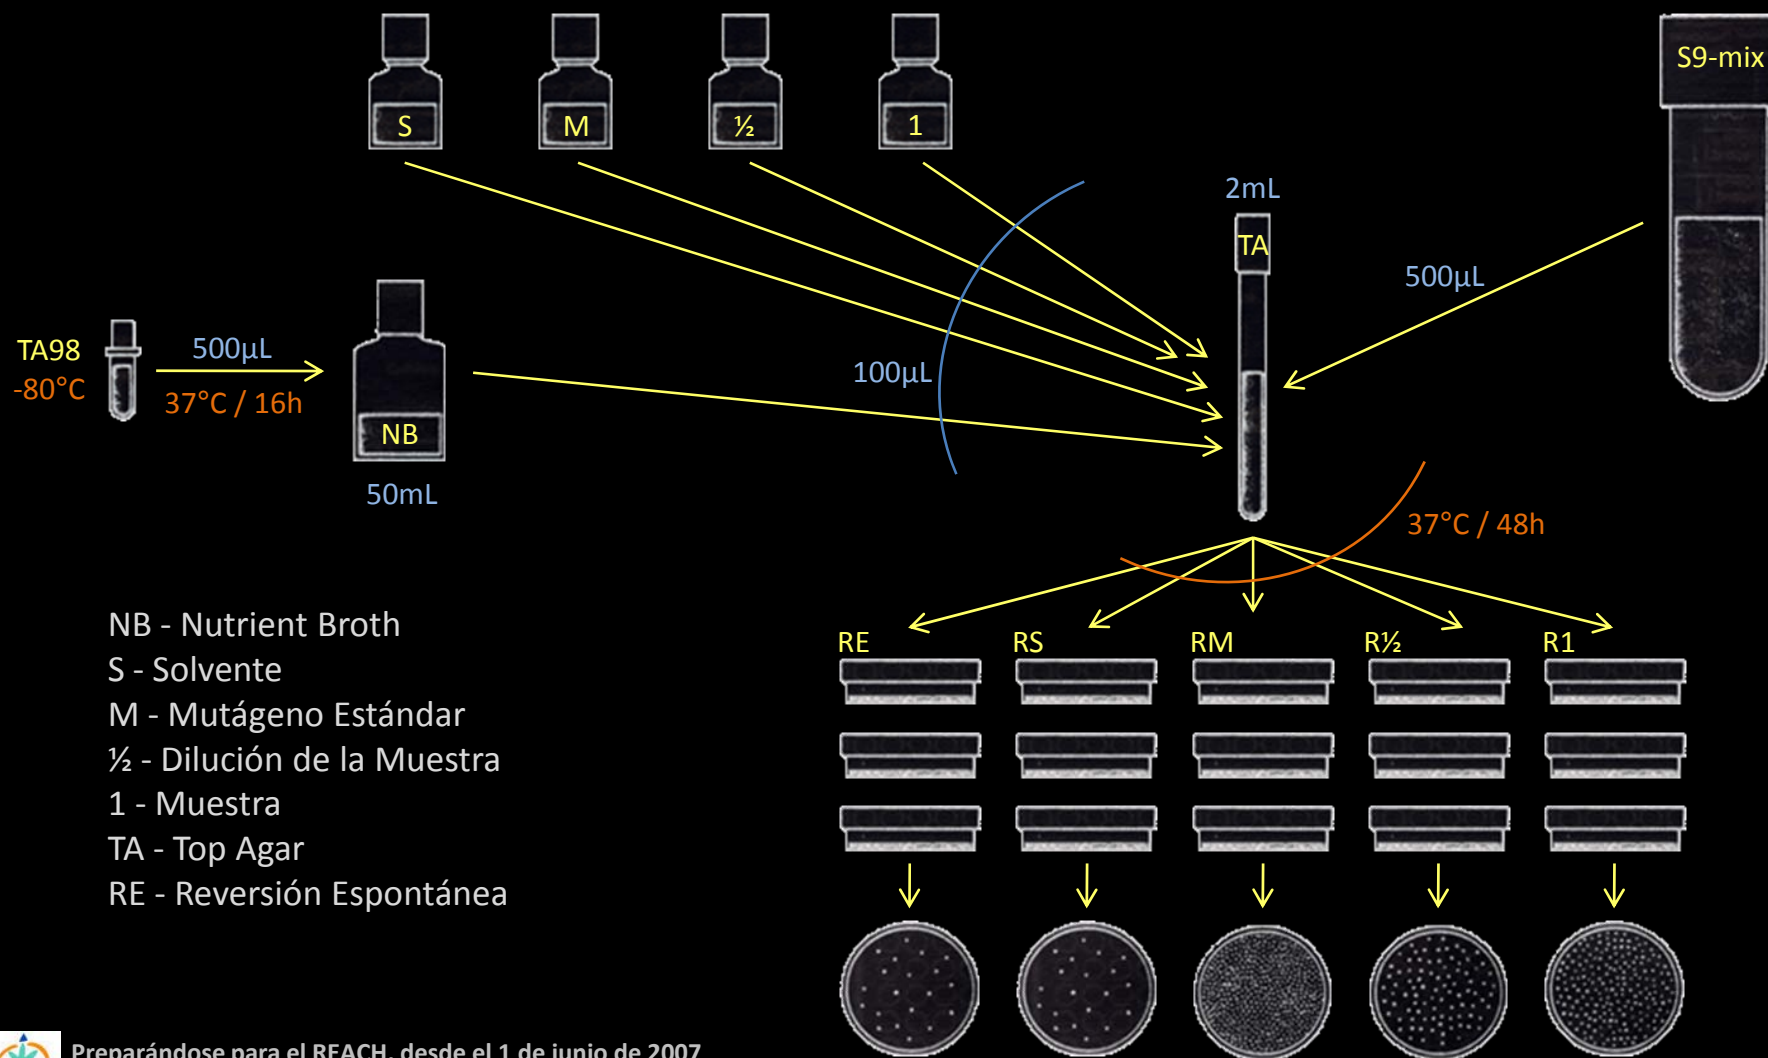 S
M
½
1
S9-mix
2mL
TA
500µL
TA98
-80°C
500µL
37°C / 16h
100µL
NB
50mL
37°C / 48h
NB - Nutrient Broth
S - Solvente
M - Mutágeno Estándar
½ - Dilución de la Muestra
1 - Muestra
TA - Top Agar
RE - Reversión Espontánea
RE
RS
RM
R½
R1
Preparándose para el REACH, desde el 1 de junio de 2007